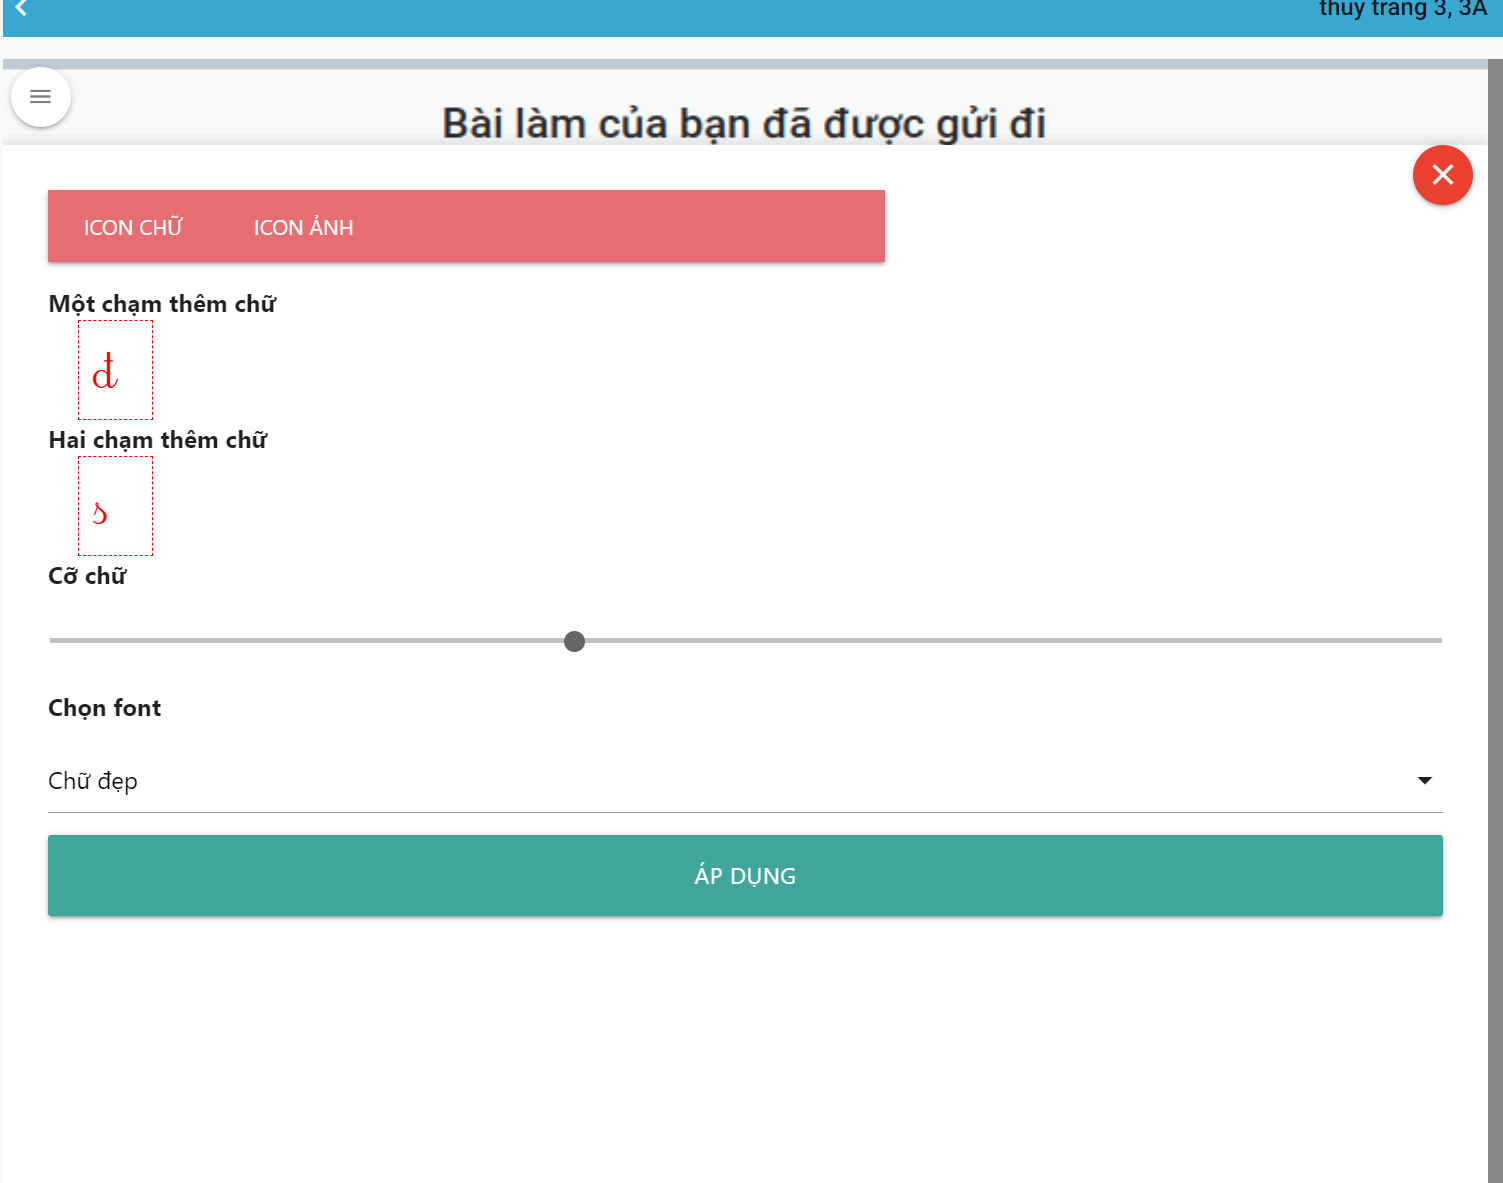 thuy trang 3, 3A
Bài làm của bạn đã được gửi đi
ICON CHỮ ICON ẢNH
Một chạm thêm chữ
đ
Hai chạm thêm chữ
s
Cỡ chữ
Chọn font
Chữ đẹp
ÁP DỤNG